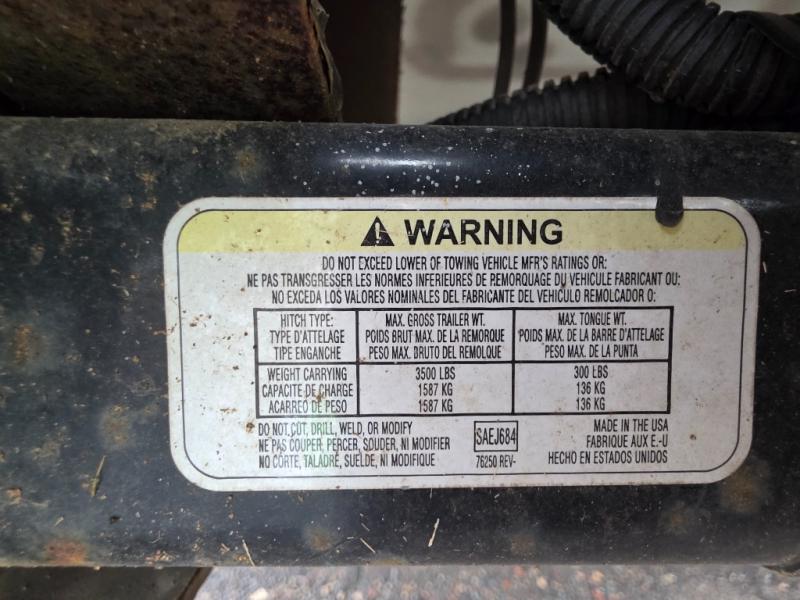 WARNING
DO NOT EXCEED LOWER OF TOWING VEHICLE MFR'S RATINGS OR:
NE PAS TRANSGRESSER LES NORMES INFERIEURES DE REMORQUAGE DU VEHICULE FABRICANT OU:
NO EXCEDA LOS VALORES NOMINALES DEL FABRICANTE DEL VEHÍCULO REMOLCADOR O:
HITCH TYPE: MAX. GROSS TRAILER WT. MAX. TONGUE WT.
TYPE D'ATTELAGE POIDS BRUT MAX. DE LA REMORQUE POIDS MAX. DE LA BARRE D'ATTELAGE
TIPE ENGANCHE PESO MAX. BRUTO DEL REMOLQUE PESO MAX. DE LA PUNTA
WEIGHT CARRYING 3500 LBS 300 LBS
CAPACITE DE CHARGE 1587 KG 136 KG
ACARREO DE PESO 1587 KG 136 KG
DO NOT CUT, DRILL, WELD, OR MODIFY SAEJ684 MADE IN THE USA
NE PAS COUPER, PERCER, SOUDER, NI MODIFIER FABRIQUE AUX E.-U
NO CORTE, TALADRE, SUELDE, NI MODIFIQUE 76250 REV- HECHO EN ESTADOS UNIDOS